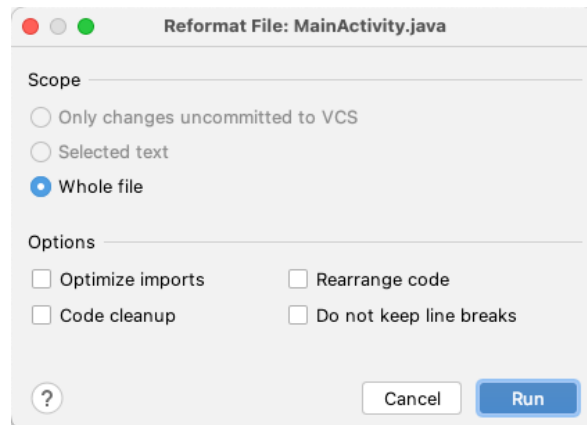 Reformat File: MainActivity.java
Scope
Only changes uncommitted to VCS
Selected text
Whole file
Options
Optimize imports
Rearrange code
Code cleanup
Do not keep line breaks
?
Cancel
Run